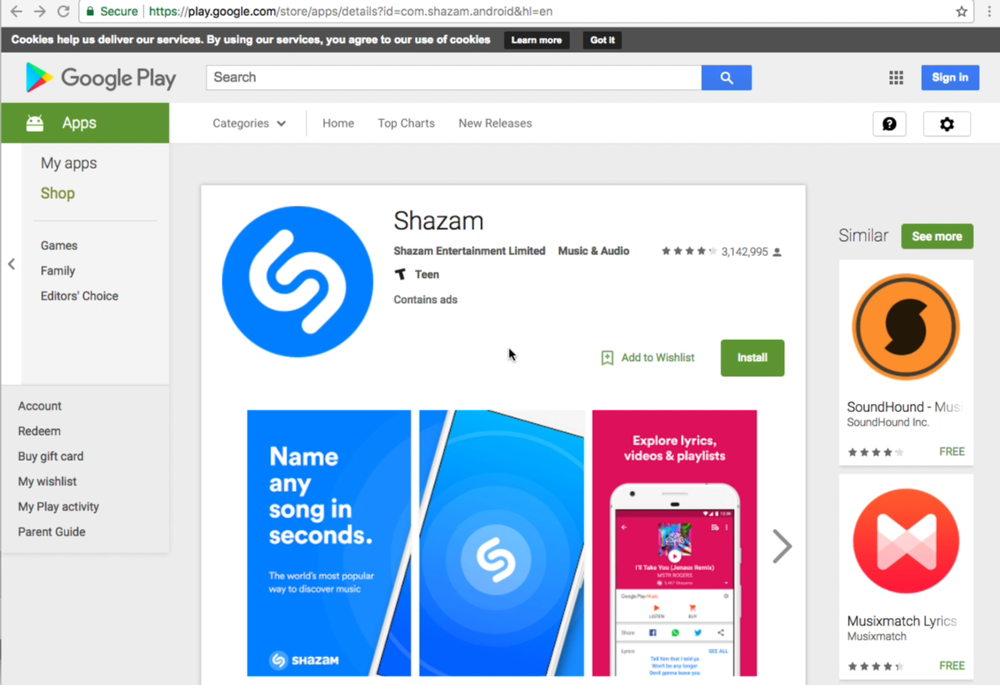 Secure
https://play.google.com/store/apps/details?id=com.shazam.android&hl=en
Cookies help us deliver our services. By using our services, you agree to our use of cookies
Learn more
Got it
Google Play
Search
Sign in
Apps
Categories
Home
Top Charts
New Releases
My apps
Shop
Games
Family
Editors' Choice
Account
Redeem
Buy gift card
My wishlist
My Play activity
Parent Guide
Shazam
Shazam Entertainment Limited Music & Audio 3,142,995
T Teen
Contains ads
Add to Wishlist
Install
Name
any
song in
seconds.
The world's most popular
way to discover music
SHAZAM
Explore lyrics,
videos & playlists
I'll Take You (Jenaux Remix)
MSTR ROGERS
Google Play Music
LISTEN
BUY
Share
Lyrics
SEE ALL
Tell him that I told ya
Won't be any longer
Devil gonna leave you
Similar
See more
SoundHound - Musi
SoundHound Inc.
FREE
Musixmatch Lyrics
Musixmatch
FREE